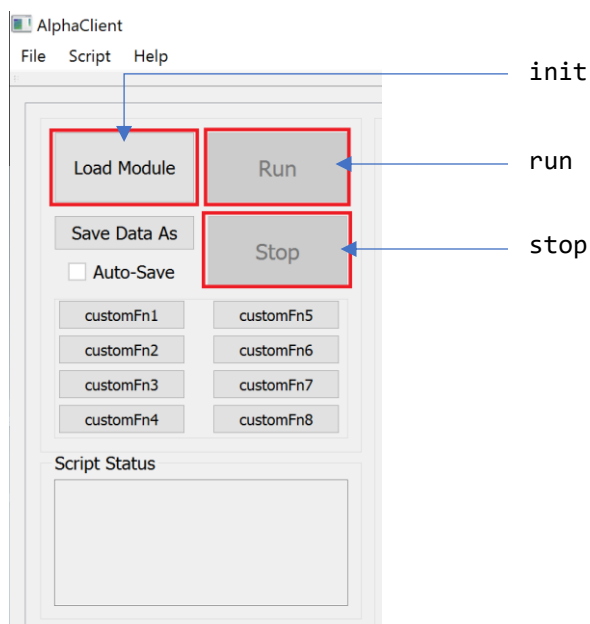 AlphaClient
File Script Help
init
Load Module
Run
run
Save Data As
Stop
stop
Auto-Save
customFn1 customFn5
customFn2 customFn6
customFn3 customFn7
customFn4 customFn8
Script Status